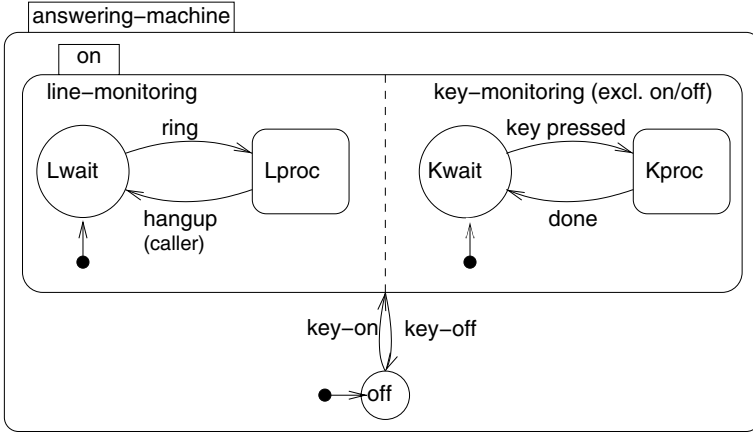 answering−machine
on
line−monitoring
key−monitoring (excl. on/off)
ring
key pressed
Lwait
Lproc
Kwait
Kproc
hangup
(caller)
done
key−on
key−off
off